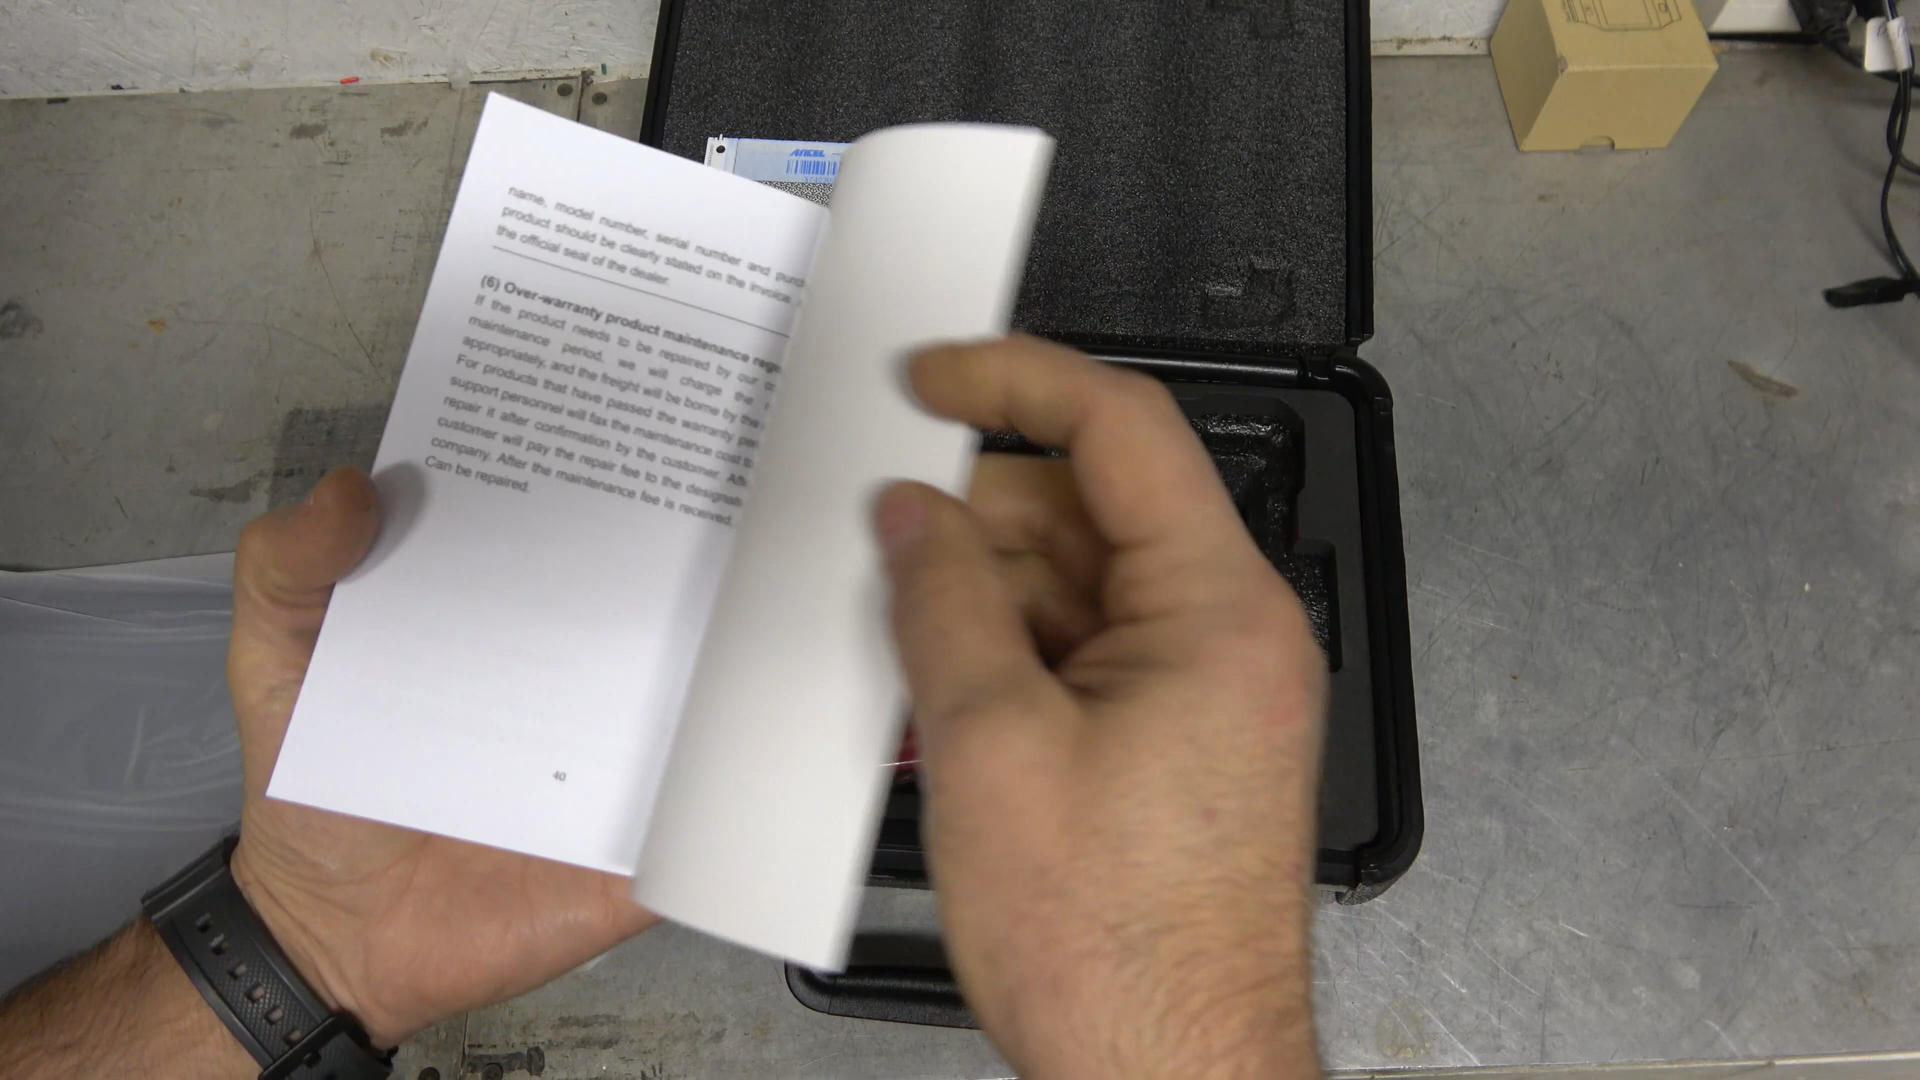 ANCEL
name, model number, serial number and
product should be clearly stated on the invoice,
the official seal of the dealer.
(6) Over-warranty product maintenance
If the product needs to be repaired by our
maintenance period, we will charge the
appropriately, and the freight will be borne by the
For products that have passed the warranty
support personnel will fax the maintenance cost
repair it after confirmation by the customer.
customer will pay the repair fee to the
company. After the maintenance fee is received,
Can be repaired.
40